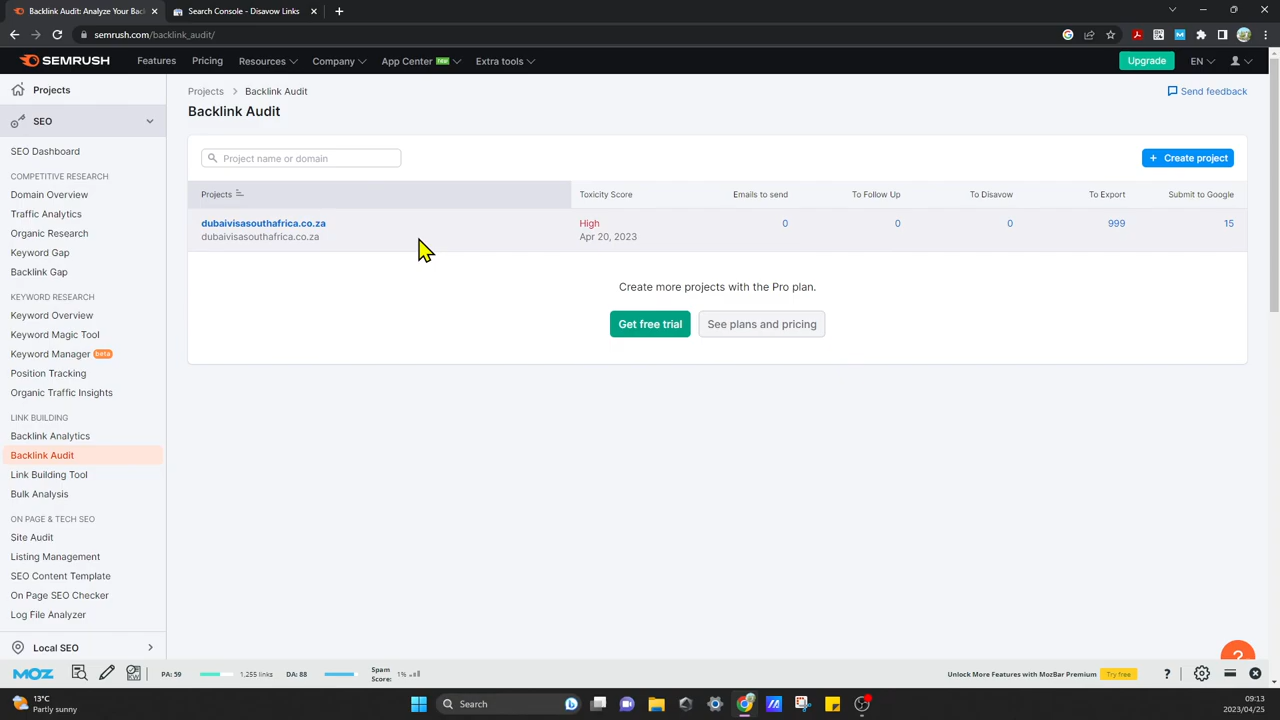 Backlink Audit: Analyze Your Back
Search Console - Disavow Links
semrush.com/backlink_audit/
SEMRUSH
Features
Pricing
Resources
Company
App Center
NEW
Extra tools
Upgrade
EN
Projects
SEO
SEO Dashboard
COMPETITIVE RESEARCH
Domain Overview
Traffic Analytics
Organic Research
Keyword Gap
Backlink Gap
KEYWORD RESEARCH
Keyword Overview
Keyword Magic Tool
Keyword Manager beta
Position Tracking
Organic Traffic Insights
LINK BUILDING
Backlink Analytics
Backlink Audit
Link Building Tool
Bulk Analysis
ON PAGE & TECH SEO
Site Audit
Listing Management
SEO Content Template
On Page SEO Checker
Log File Analyzer
Local SEO
Projects > Backlink Audit
Send feedback
Backlink Audit
Project name or domain
+ Create project
Projects
Toxicity Score
Emails to send
To Follow Up
To Disavow
To Export
Submit to Google
dubaivisasouthafrica.co.za
High
0
0
0
999
15
dubaivisasouthafrica.co.za
Apr 20, 2023
Create more projects with the Pro plan.
Get free trial
See plans and pricing
?
MOZ
PA: 59
1,255 links
DA: 88
Spam
Score:
1%
Unlock More Features with MozBar Premium
Try free
?
13°C
Partly sunny
Search
09:13
2023/04/25